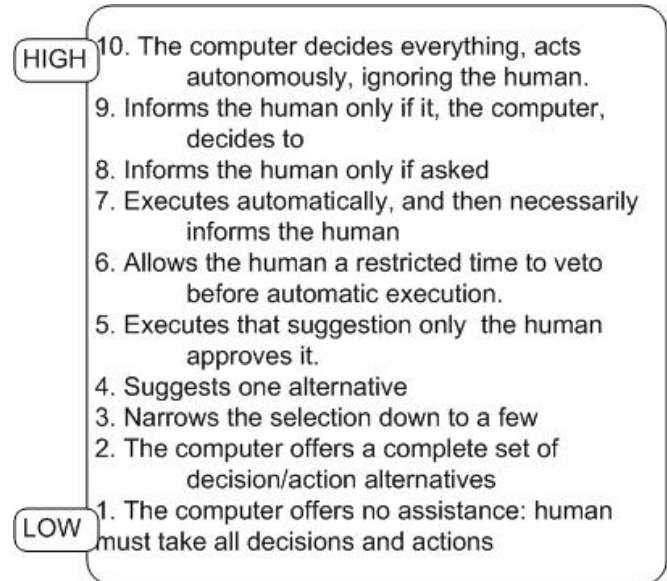 HIGH
10. The computer decides everything, acts
autonomously, ignoring the human.
9. Informs the human only if it, the computer,
decides to
8. Informs the human only if asked
7. Executes automatically, and then necessarily
informs the human
6. Allows the human a restricted time to veto
before automatic execution.
5. Executes that suggestion only the human
approves it.
4. Suggests one alternative
3. Narrows the selection down to a few
2. The computer offers a complete set of
decision/action alternatives
LOW
1. The computer offers no assistance: human
must take all decisions and actions